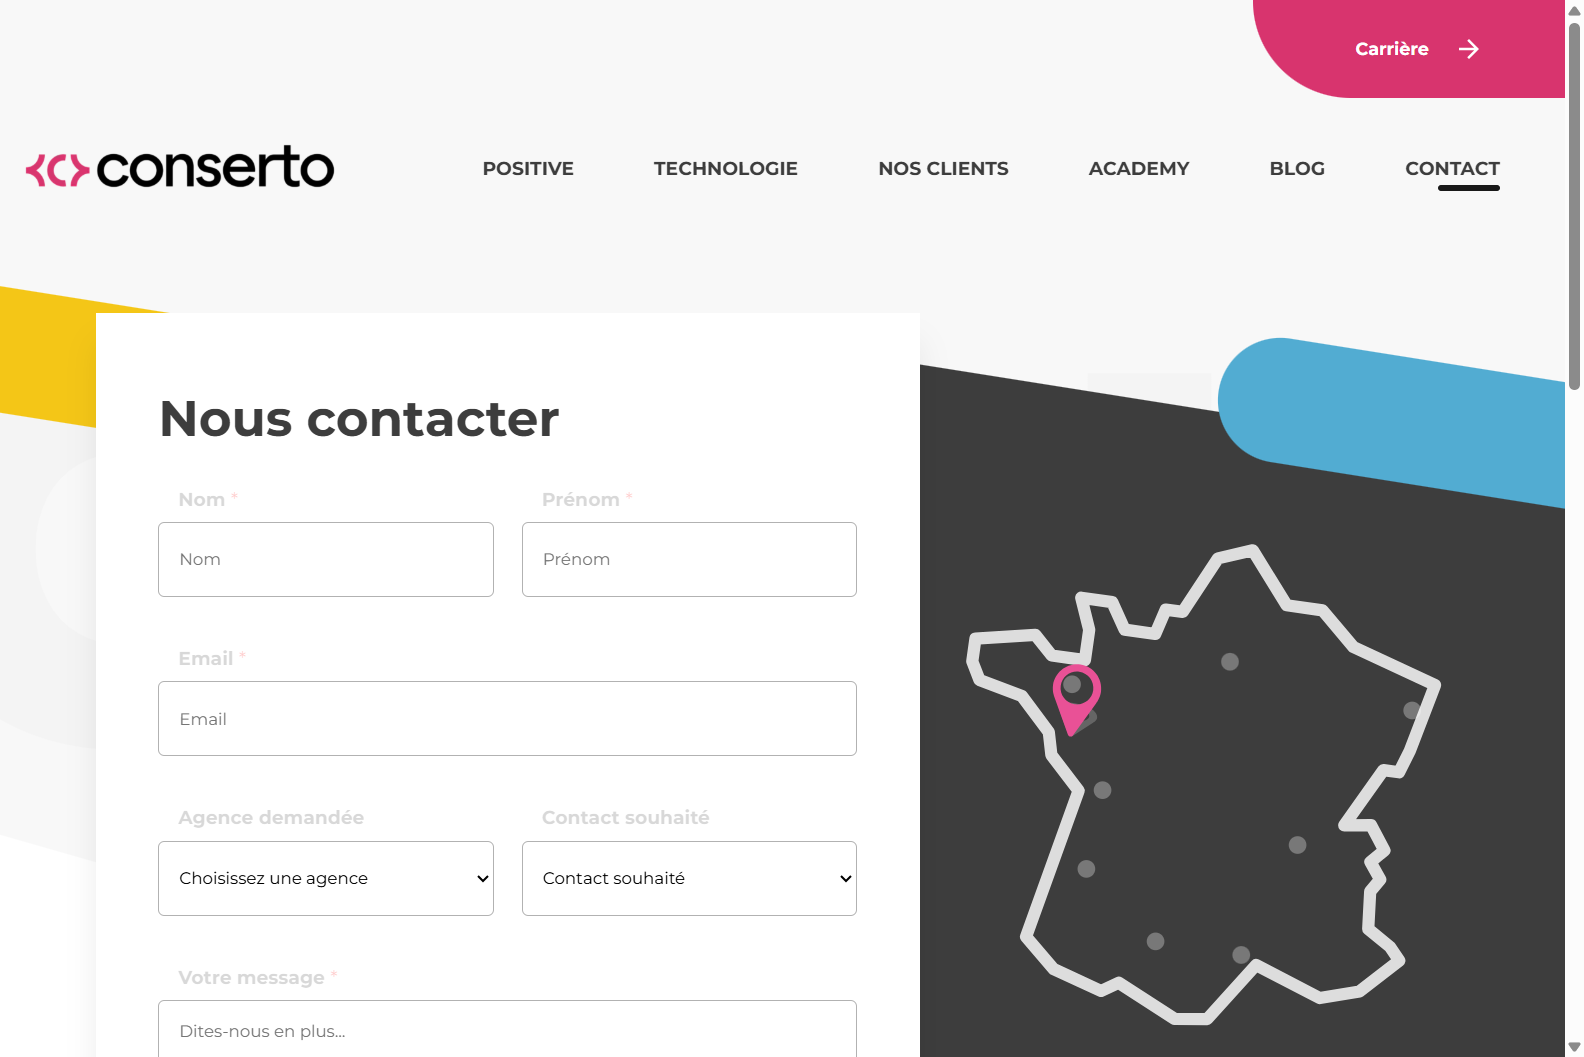 Carrière
conserto
POSITIVE
TECHNOLOGIE
NOS CLIENTS
ACADEMY
BLOG
CONTACT
Nous contacter
Nom *
Prénom *
Nom
Prénom
Email *
Email
Agence demandée
Contact souhaité
Choisissez une agence
Contact souhaité
Votre message *
Dites-nous en plus...